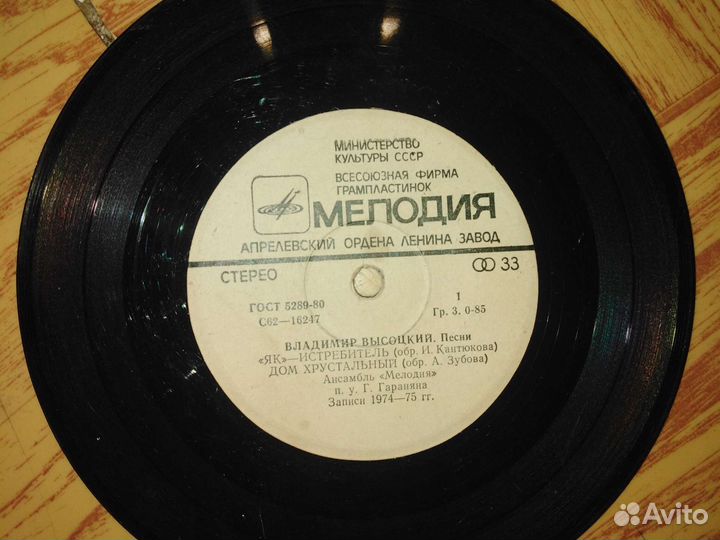 МИНИСТЕРСТВО
КУЛЬТУРЫ СССР
ВСЕСОЮЗНАЯ ФИРМА
ГРАМПЛАСТИНОК
МЕЛОДИЯ
АПРЕЛЕВСКИЙ ОРДЕНА ЛЕНИНА ЗАВОД
СТЕРЕО 33
ГОСТ 5289-80 1
С62—16247 Гр. 3. 0-85
ВЛАДИМИР ВЫСОЦКИЙ. Песни
«ЯК»—ИСТРЕБИТЕЛЬ (обр. И. Кантюкова)
ДОМ ХРУСТАЛЬНЫЙ (обр. А. Зубова)
Ансамбль «Мелодия»
п. у. Г. Гараняна
Записи 1974—75 гг.
Avito